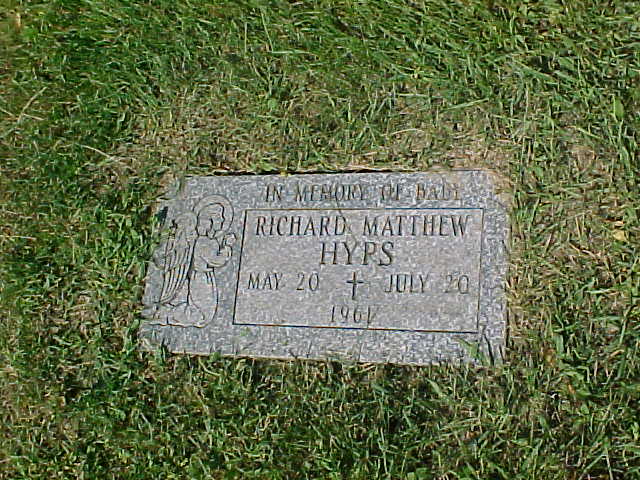 IN MEMORY OF BABY
RICHARD MATTHEW
HYPS
MAY 20 JULY 20
1961